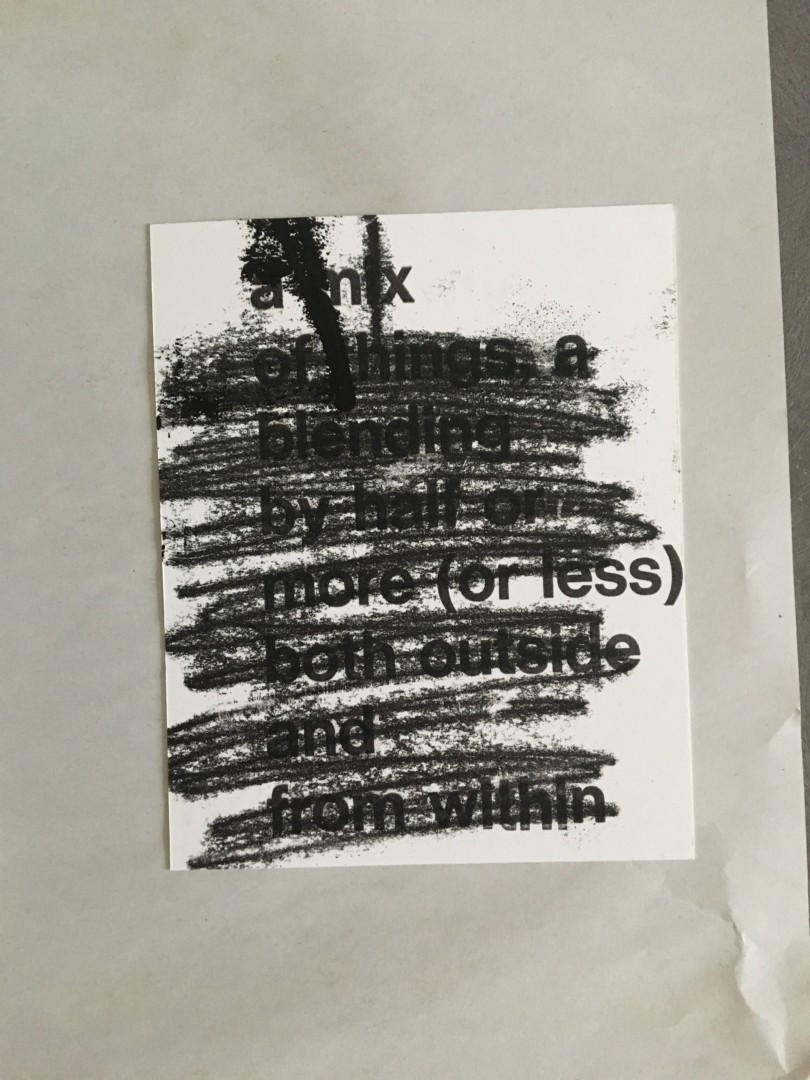 a mix
of things, a
blending
by half or
more (or less)
both outside
and
from within